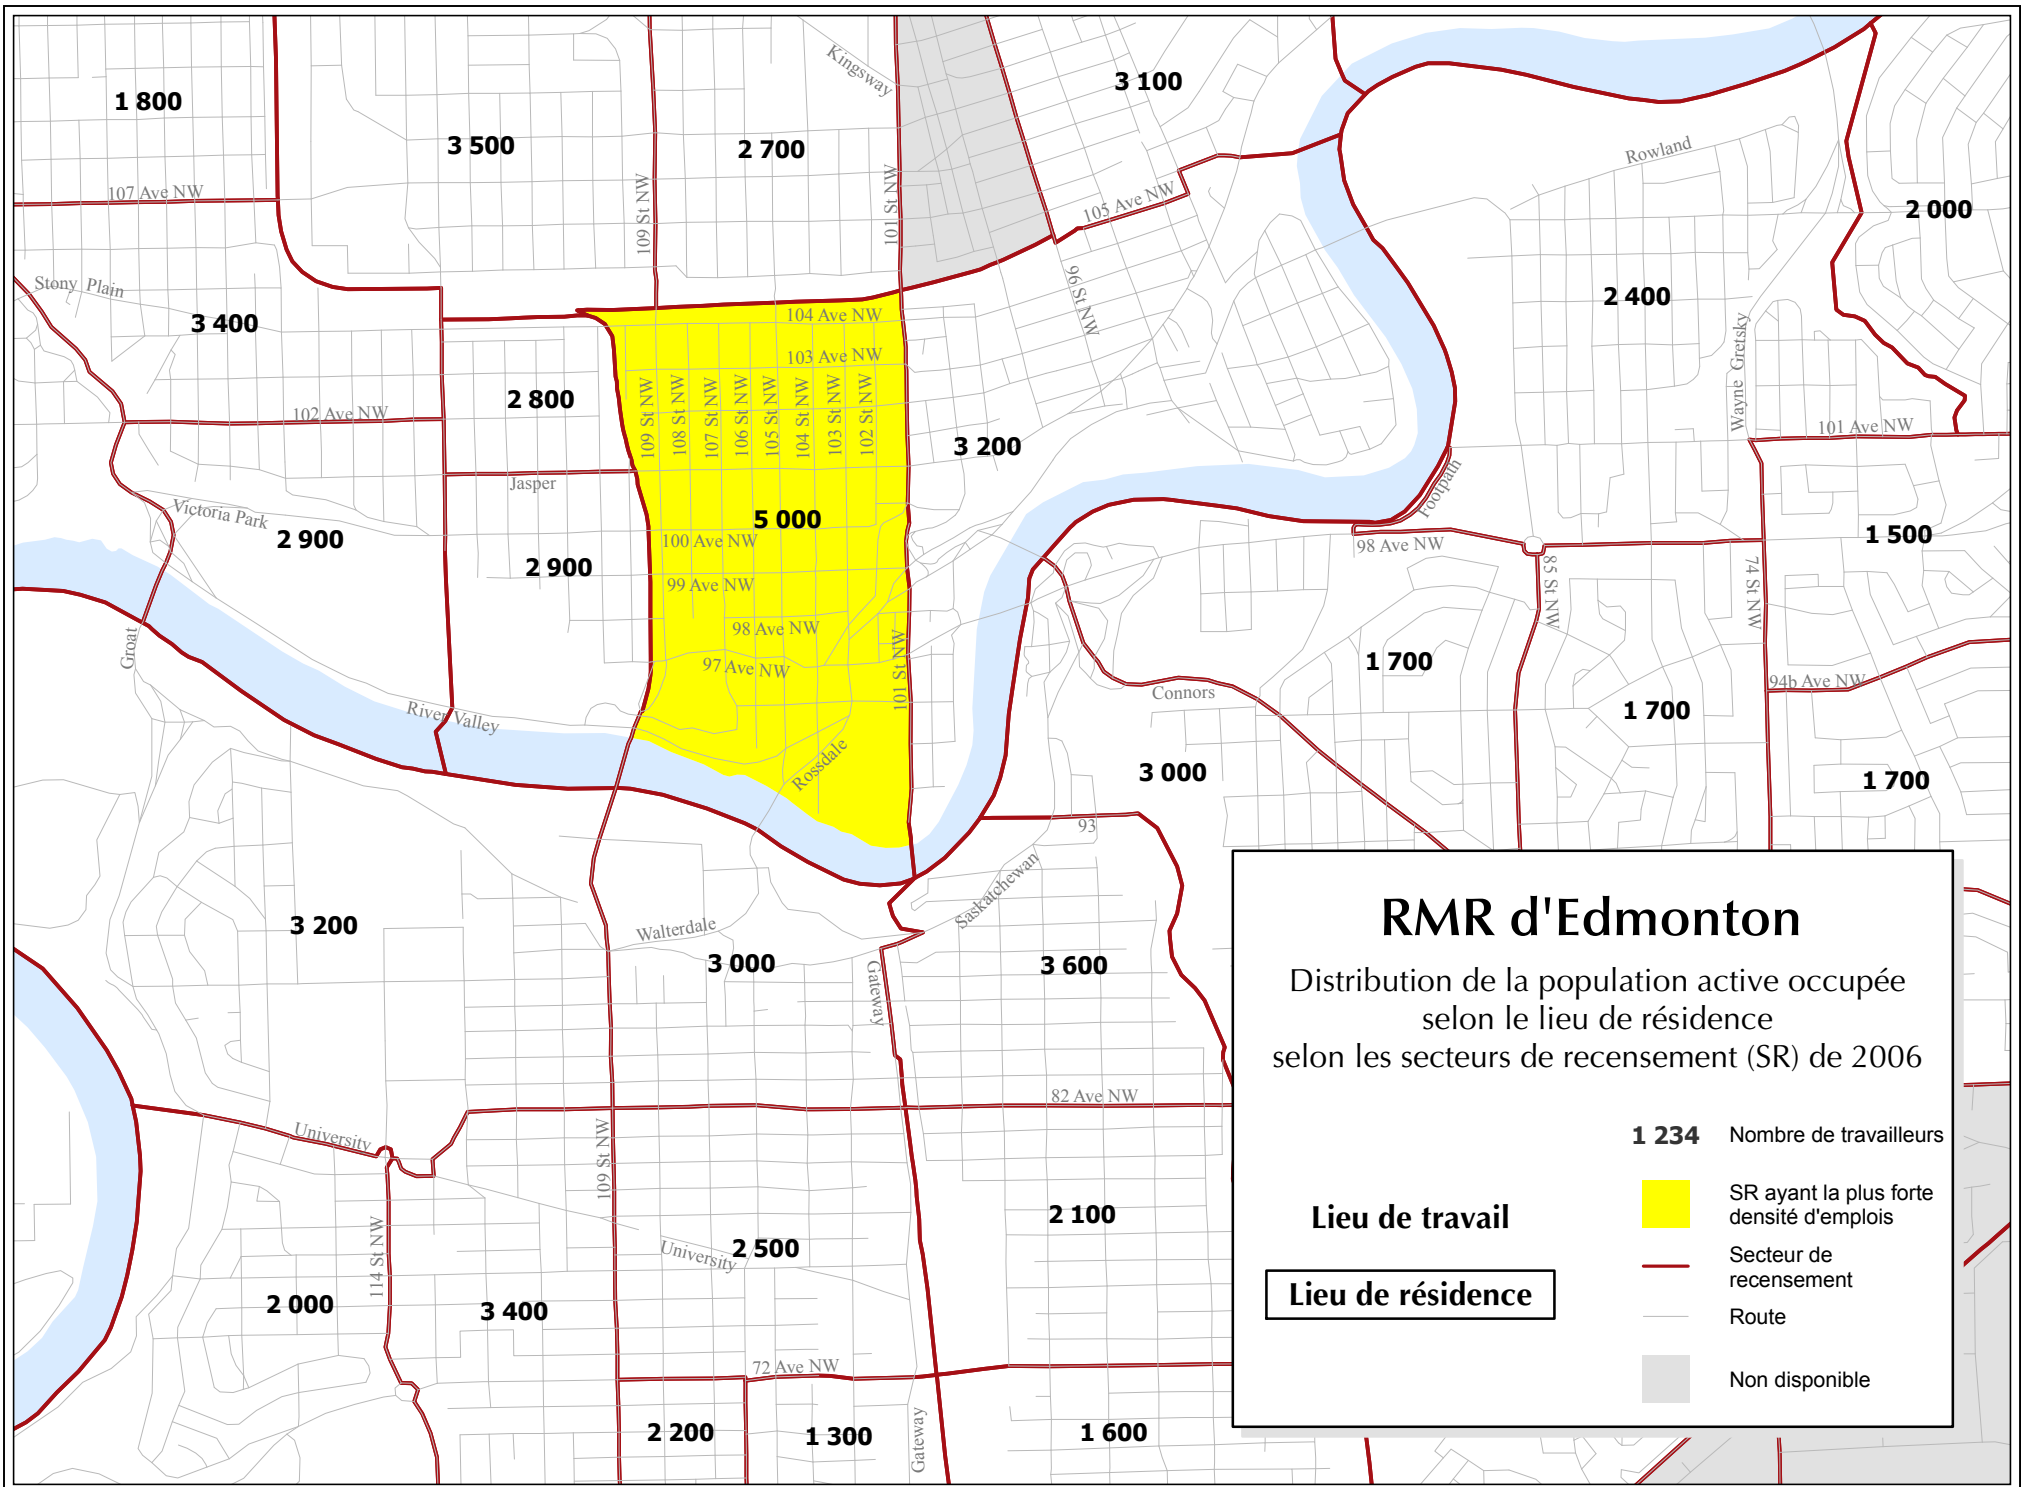 Kingsway
3 100
1 800
3 500
2 700
Rowland
107 Ave NW
109 St NW
101 St NW
105 Ave NW
2 000
Stony Plain
96 St NW
2 400
3 400
104 Ave NW
Wayne Gretsky
103 Ave NW
2 800
109 St NW
108 St NW
107 St NW
106 St NW
105 St NW
104 St NW
103 St NW
102 St NW
102 Ave NW
101 Ave NW
3 200
Jasper
Footpath
Victoria Park
5 000
2 900
100 Ave NW
1 500
98 Ave NW
2 900
99 Ave NW
85 St NW
74 St NW
98 Ave NW
Groat
101 St NW
97 Ave NW
1 700
94b Ave NW
Connors
River Valley
1 700
Rossdale
3 000
1 700
93
Saskatchewan
3 200
Walterdale
3 000
Gateway
3 600
RMR d'Edmonton
Distribution de la population active occupée
selon le lieu de résidence
selon les secteurs de recensement (SR) de 2006
82 Ave NW
University
109 St NW
1 234 Nombre de travailleurs
SR ayant la plus forte
densité d'emplois
Lieu de travail
2 100
114 St NW
University
2 500
Secteur de
recensement
Lieu de résidence
2 000
3 400
Route
72 Ave NW
Non disponible
2 200
1 300
Gateway
1 600